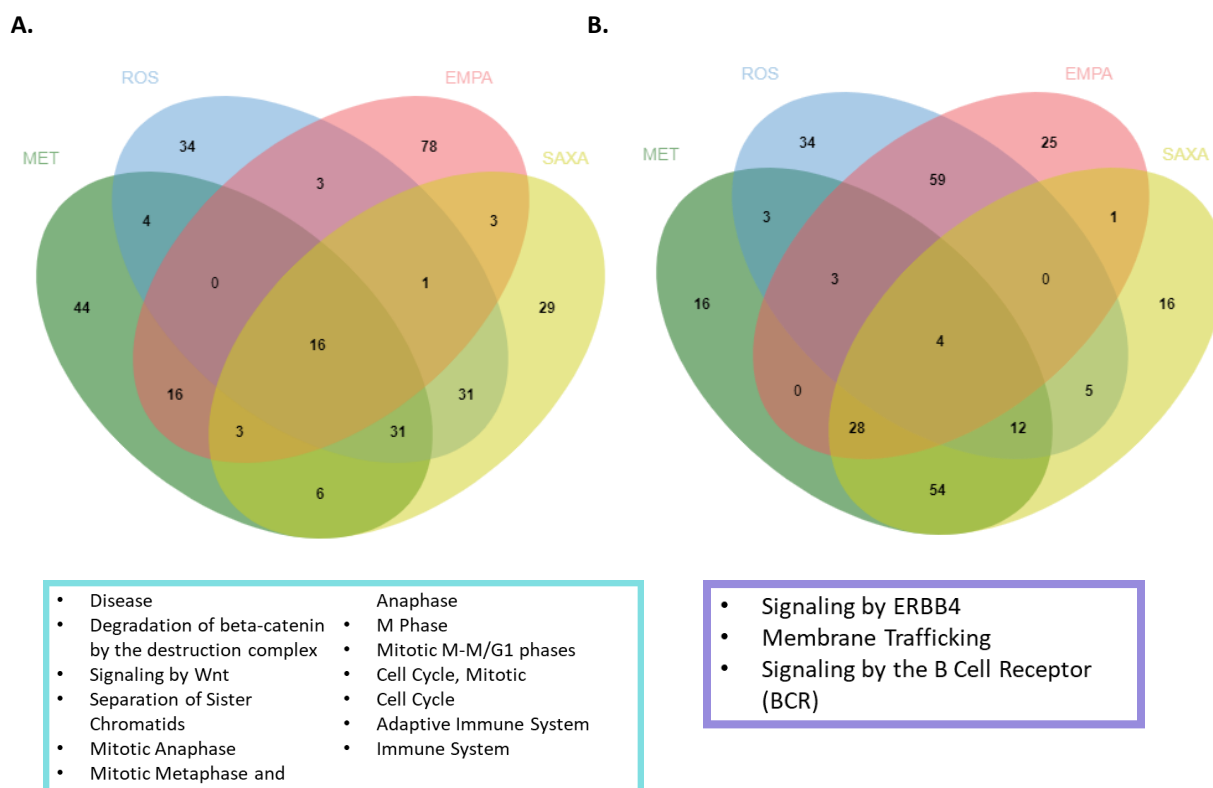 A.
B.
ROS
EMPA
MET
SAXA
34
78
3
4
3
0
1
44
29
16
16
31
3
31
6
ROS
EMPA
MET
SAXA
34
25
59
3
1
3
0
16
16
4
0
5
28
12
54
• Disease
• Degradation of beta-catenin
by the destruction complex
• Signaling by Wnt
• Separation of Sister
Chromatids
• Mitotic Anaphase
• Mitotic Metaphase and
Anaphase
• M Phase
• Mitotic M-M/G1 phases
• Cell Cycle, Mitotic
• Cell Cycle
• Adaptive Immune System
• Immune System
• Signaling by ERBB4
• Membrane Trafficking
• Signaling by the B Cell Receptor
(BCR)